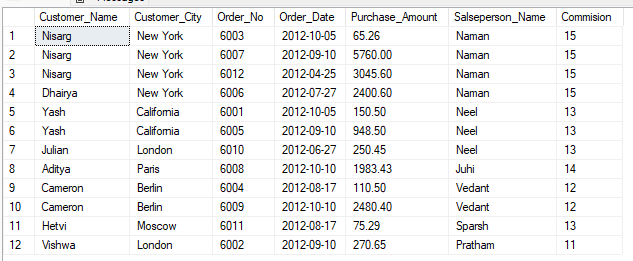 Customer_Name Customer_City Order_No Order_Date Purchase_Amount Salseperson_Name Commision
1 Nisarg New York 6003 2012-10-05 65.26 Naman 15
2 Nisarg New York 6007 2012-09-10 5760.00 Naman 15
3 Nisarg New York 6012 2012-04-25 3045.60 Naman 15
4 Dhairya New York 6006 2012-07-27 2400.60 Naman 15
5 Yash California 6001 2012-10-05 150.50 Neel 13
6 Yash California 6005 2012-09-10 948.50 Neel 13
7 Julian London 6010 2012-06-27 250.45 Neel 13
8 Aditya Paris 6008 2012-10-10 1983.43 Juhi 14
9 Cameron Berlin 6004 2012-08-17 110.50 Vedant 12
10 Cameron Berlin 6009 2012-10-10 2480.40 Vedant 12
11 Hetvi Moscow 6011 2012-08-17 75.29 Sparsh 13
12 Vishwa London 6002 2012-09-10 270.65 Pratham 11